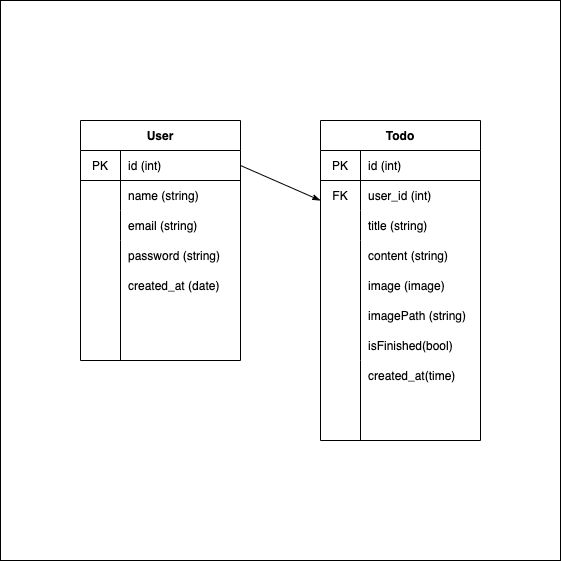 User
PK id (int)
name (string)
email (string)
password (string)
created_at (date)
Todo
PK id (int)
FK user_id (int)
title (string)
content (string)
image (image)
imagePath (string)
isFinished(bool)
created_at(time)